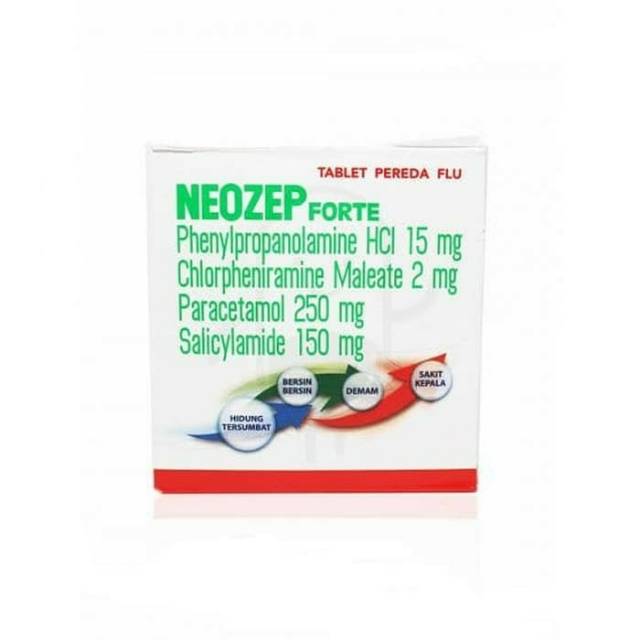 TABLET PEREDA FLU
NEOZEP FORTE
Phenylpropanolamine HCl 15 mg
Chlorpheniramine Maleate 2 mg
Paracetamol 250 mg
Salicylamide 150 mg
HIDUNG
TERSUMBAT
BERSIN
BERSIN
DEMAM
SAKIT
KEPALA